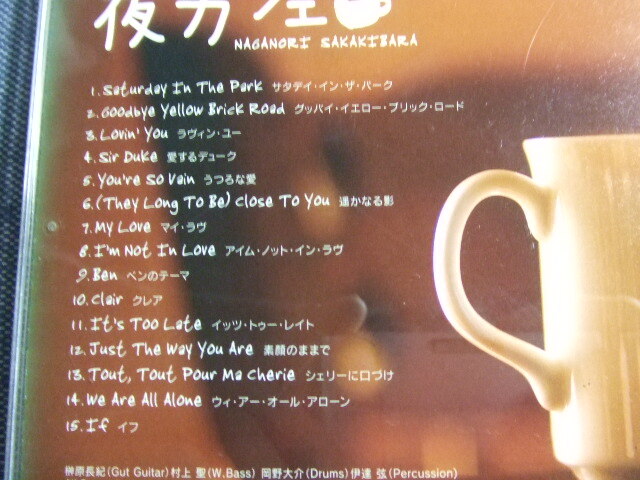 夜カフェ
NAGANORI SAKAKIBARA
1. Saturday In The Park サタデイ・イン・ザ・パーク
2. Goodbye Yellow Brick Road グッバイ・イエロー・ブリック・ロード
3. Lovin' You ラヴィン・ユー
4. Sir Duke 愛するデューク
5. You're So Vain うつろな愛
6. (They Long To Be) Close To You 遥かなる影
7. My Love マイ・ラヴ
8. I'm Not In Love アイム・ノット・イン・ラヴ
9. Ben ベンのテーマ
10. Clair クレア
11. It's Too Late イッツ・トゥー・レイト
12. Just The Way You Are 素顔のままで
13. Tout, Tout Pour Ma Cherie シェリーに口づけ
14. We Are All Alone ウィ・アー・オール・アローン
15. If イフ
榊原長紀(Gut Guitar)村上 聖(W.Bass) 岡野大介(Drums)伊達 弦(Percussion)